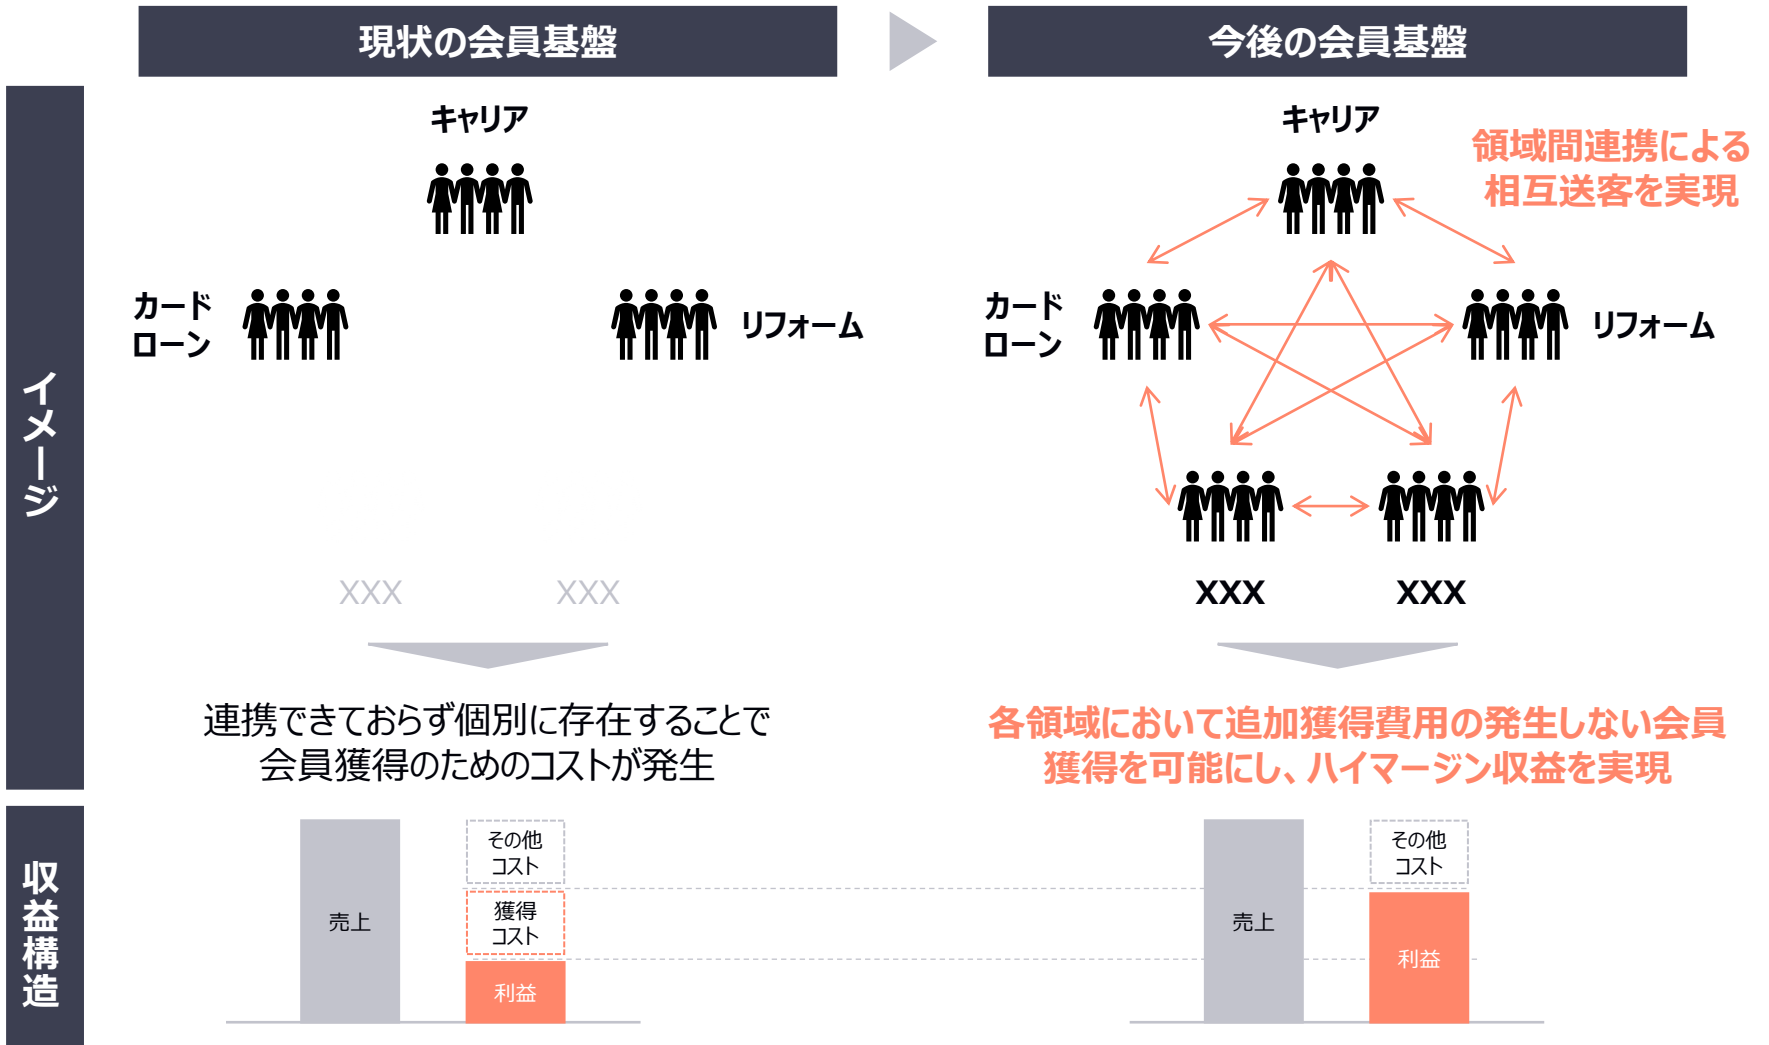 現状の会員基盤
今後の会員基盤
イメージ
キャリア
カード
ローン
リフォーム
XXX
XXX
連携できておらず個別に存在することで
会員獲得のためのコストが発生
キャリア
領域間連携による
相互送客を実現
カード
ローン
リフォーム
XXX
XXX
各領域において追加獲得費用の発生しない会員
獲得を可能にし、ハイマージン収益を実現
収益構造
売上
その他
コスト
獲得
コスト
利益
売上
その他
コスト
利益